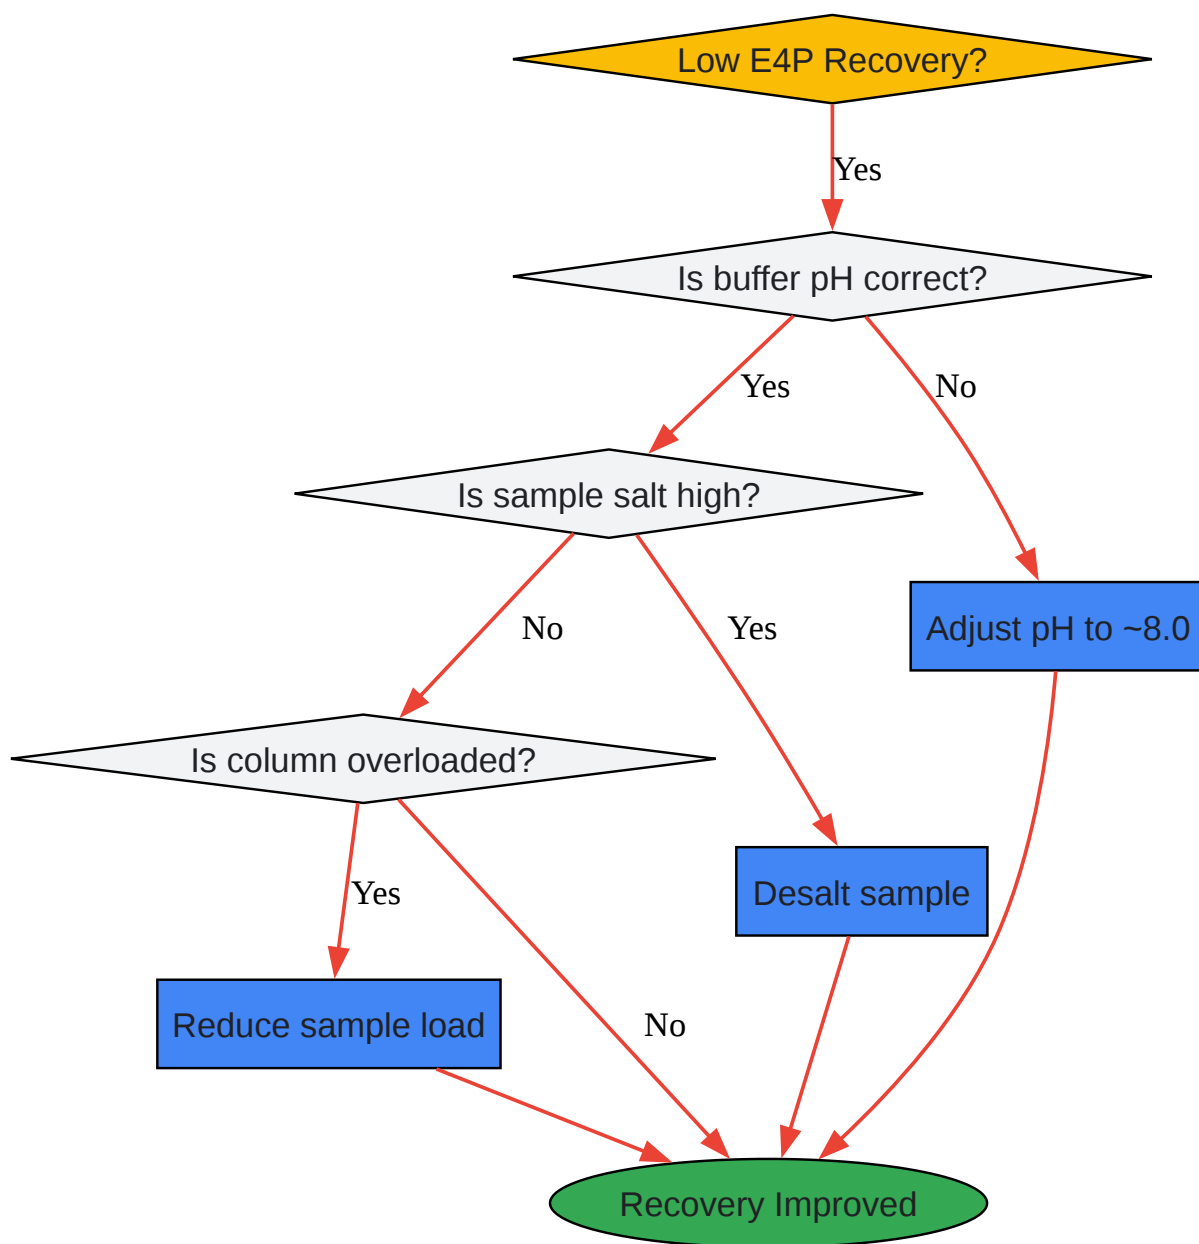 Low E4P Recovery?
Yes
Is buffer pH correct?
Yes
No
Is sample salt high?
No
Yes
Adjust pH to ~8.0
Is column overloaded?
Yes
Desalt sample
Reduce sample load
No
Recovery Improved